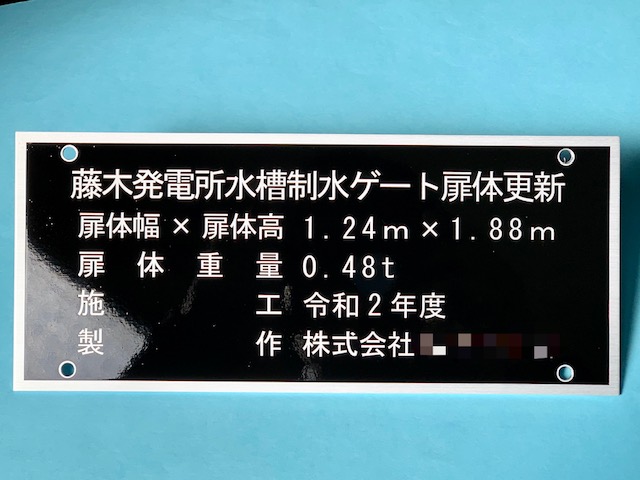 藤木発電所水槽制水ゲート扉体更新
扉体幅×扉体高 1.24m×1.88m
扉体重量 0.48t
施工 令和2年度
製作 株式会社